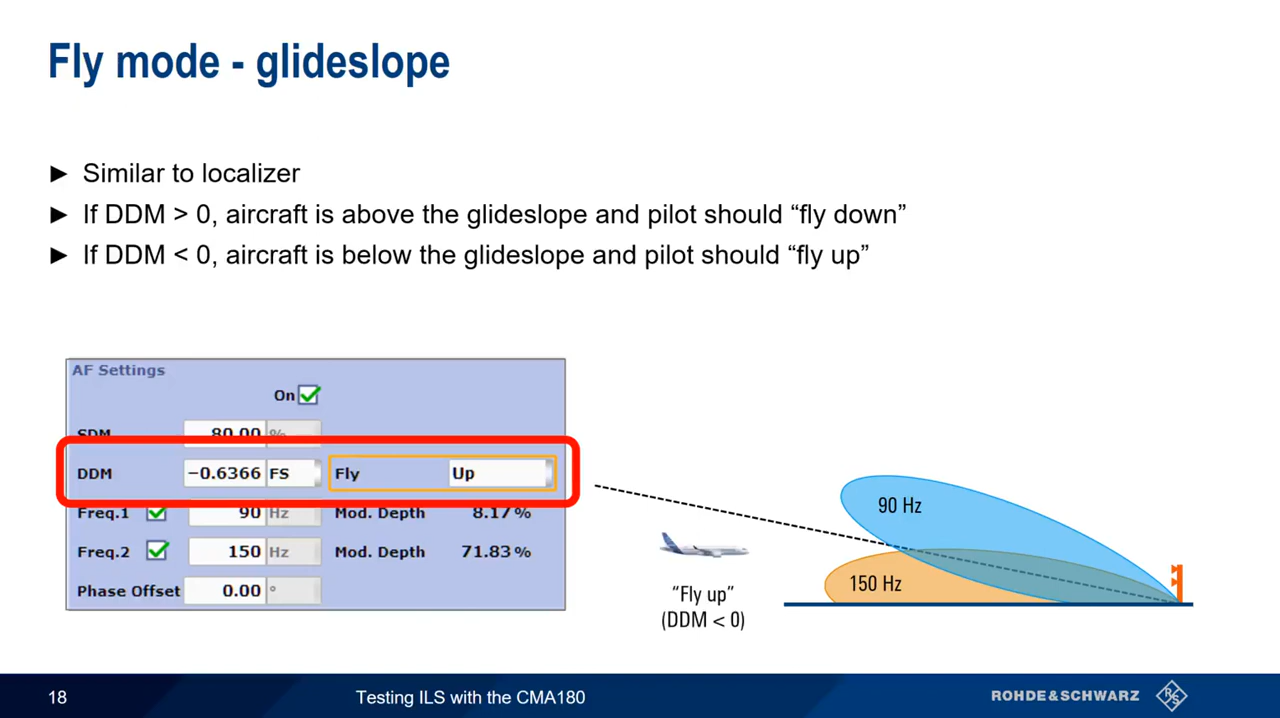 Fly mode - glideslope
► Similar to localizer
► If DDM > 0, aircraft is above the glideslope and pilot should “fly down”
► If DDM < 0, aircraft is below the glideslope and pilot should “fly up”
AF Settings
On
SDM 80.00 %
DDM −0.6366 FS Fly Up
Freq.1 90 Hz Mod. Depth 8.17 %
Freq.2 150 Hz Mod. Depth 71.83 %
Phase Offset 0.00 °
90 Hz
150 Hz
“Fly up”
(DDM < 0)
18 Testing ILS with the CMA180 ROHDE&SCHWARZ R&S